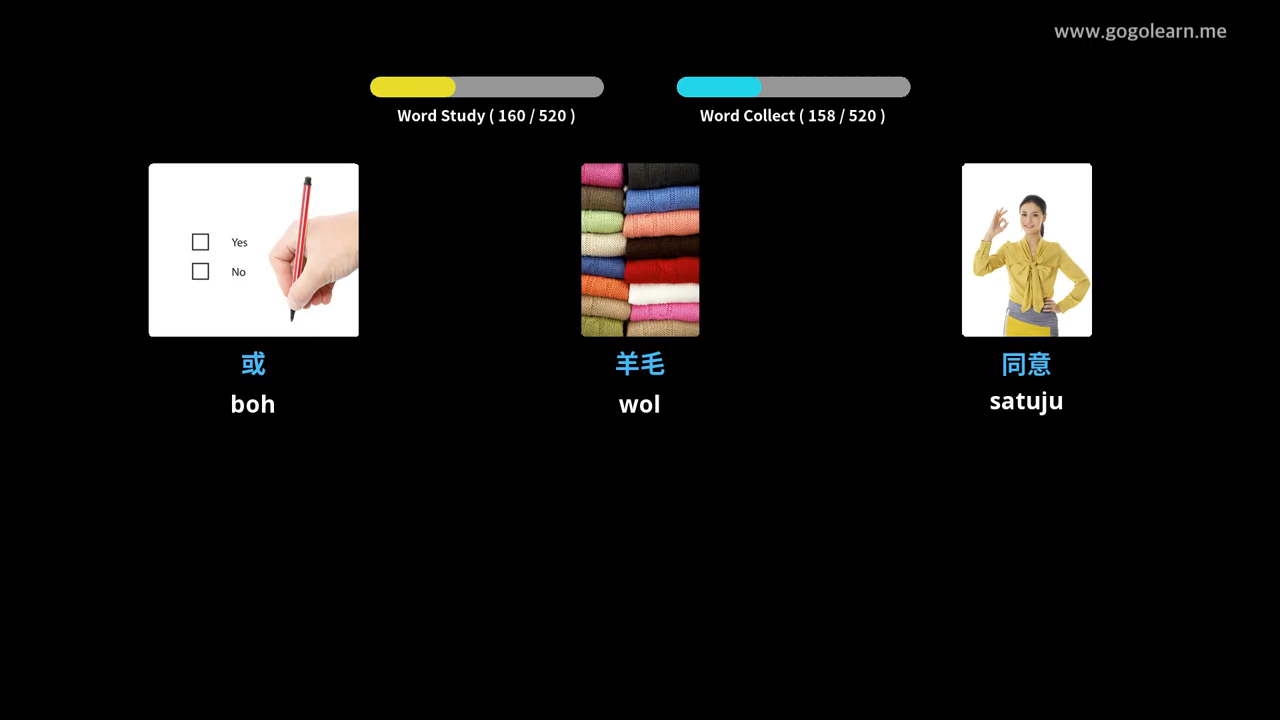 www.gogolearn.me
Word Study ( 160 / 520 )
Word Collect ( 158 / 520 )
Yes
No
或
boh
羊毛
wol
同意
satuju